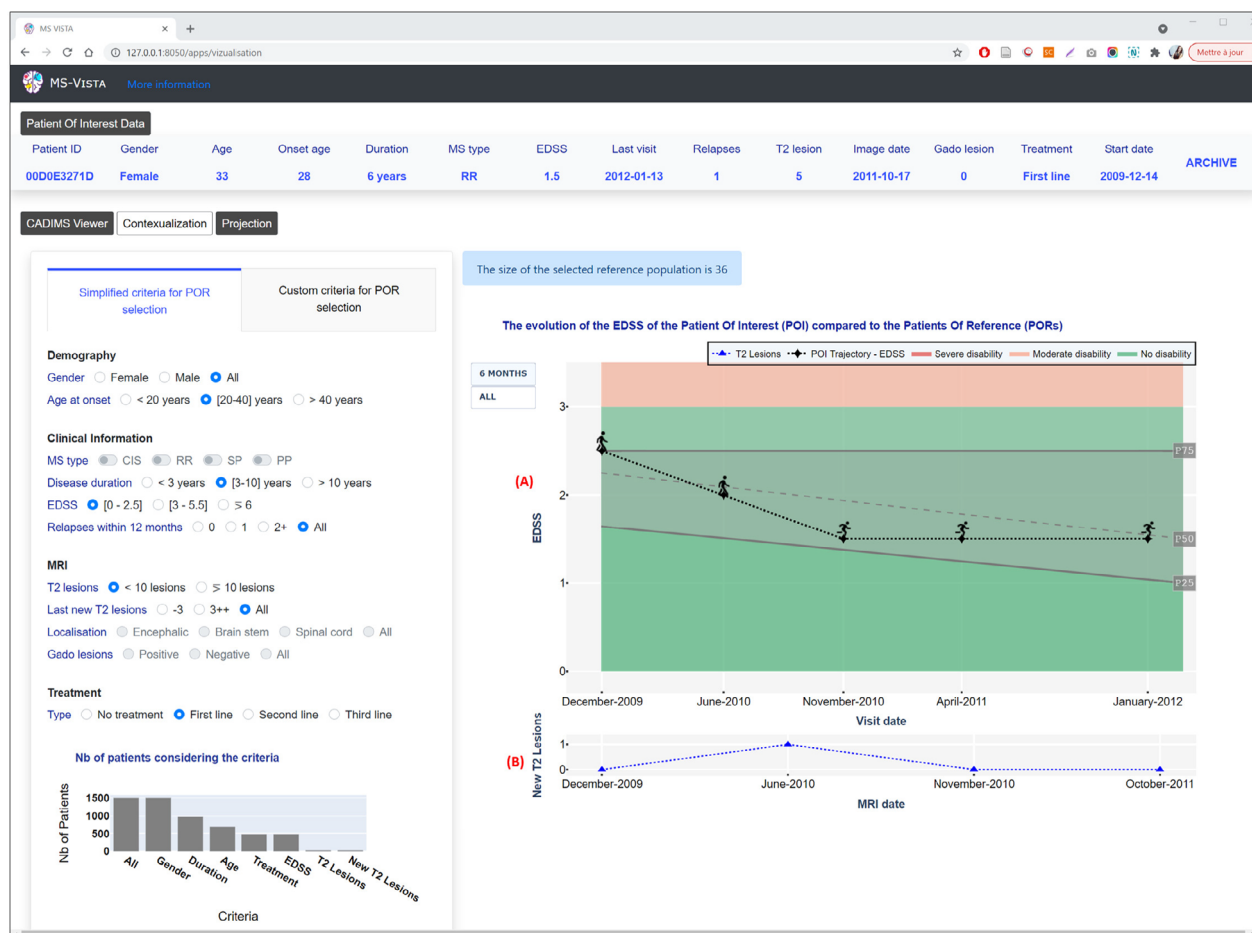 MS VISTA
127.0.0.1:8050/apps/vizualisation
Mettre à jour
MS-VISTA More information
Patient Of Interest Data
Patient ID Gender Age Onset age Duration MS type EDSS Last visit Relapses T2 lesion Image date Gado lesion Treatment Start date
00D0E3271D Female 33 28 6 years RR 1.5 2012-01-13 1 5 2011-10-17 0 First line 2009-12-14 ARCHIVE
CADIMS Viewer Contexualization Projection
Simplified criteria for POR
selection
Custom criteria for POR
selection
Demography
Gender Female Male All
Age at onset < 20 years [20-40] years > 40 years
Clinical Information
MS type CIS RR SP PP
Disease duration < 3 years [3-10] years > 10 years
EDSS [0 - 2.5] [3 - 5.5] ⩾ 6
Relapses within 12 months 0 1 2+ All
MRI
T2 lesions < 10 lesions ⩾ 10 lesions
Last new T2 lesions -3 3++ All
Localisation Encephalic Brain stem Spinal cord All
Gado lesions Positive Negative All
Treatment
Type No treatment First line Second line Third line
Nb of patients considering the criteria
Nb of Patients
1500
1000
500
0
All Gender Duration Age Treatment EDSS T2 Lesions New T2 Lesions
Criteria
The size of the selected reference population is 36
The evolution of the EDSS of the Patient Of Interest (POI) compared to the Patients Of Reference (PORs)
T2 Lesions POI Trajectory - EDSS Severe disability Moderate disability No disability
6 MONTHS
ALL
(A)
EDSS
3
2
1
0
P75
P50
P25
December-2009 June-2010 November-2010 April-2011 January-2012
Visit date
(B)
New T2 Lesions
1
0
December-2009 June-2010 November-2010 October-2011
MRI date